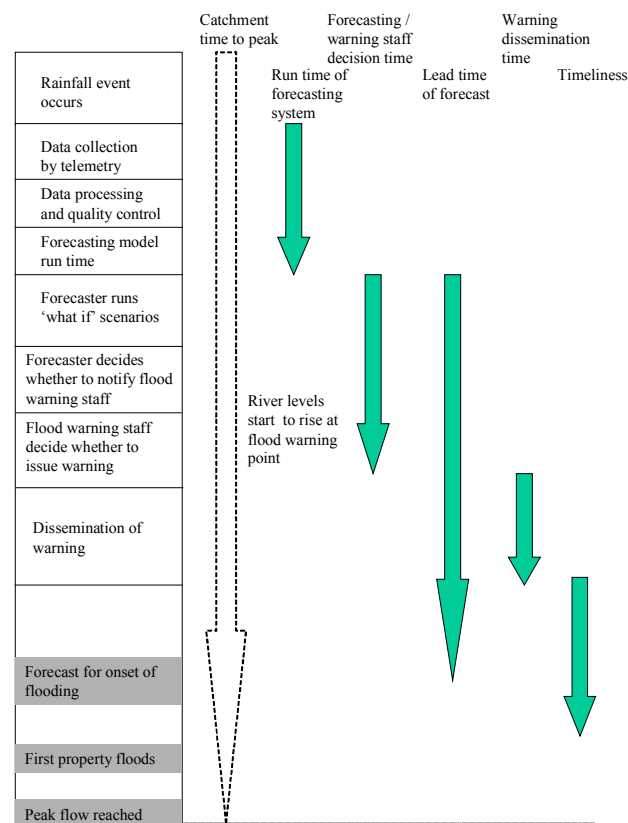 Catchment
time to peak
Forecasting /
warning staff
decision time
Warning
dissemination
time
Run time of
forecasting
system
Lead time
of forecast
Timeliness
Rainfall event
occurs
Data collection
by telemetry
Data processing
and quality control
Forecasting model
run time
Forecaster runs
‘what if’ scenarios
Forecaster decides
whether to notify flood
warning staff
River levels
start to rise at
flood warning
point
Flood warning staff
decide whether to
issue warning
Dissemination of
warning
Forecast for onset of
flooding
First property floods
Peak flow reached